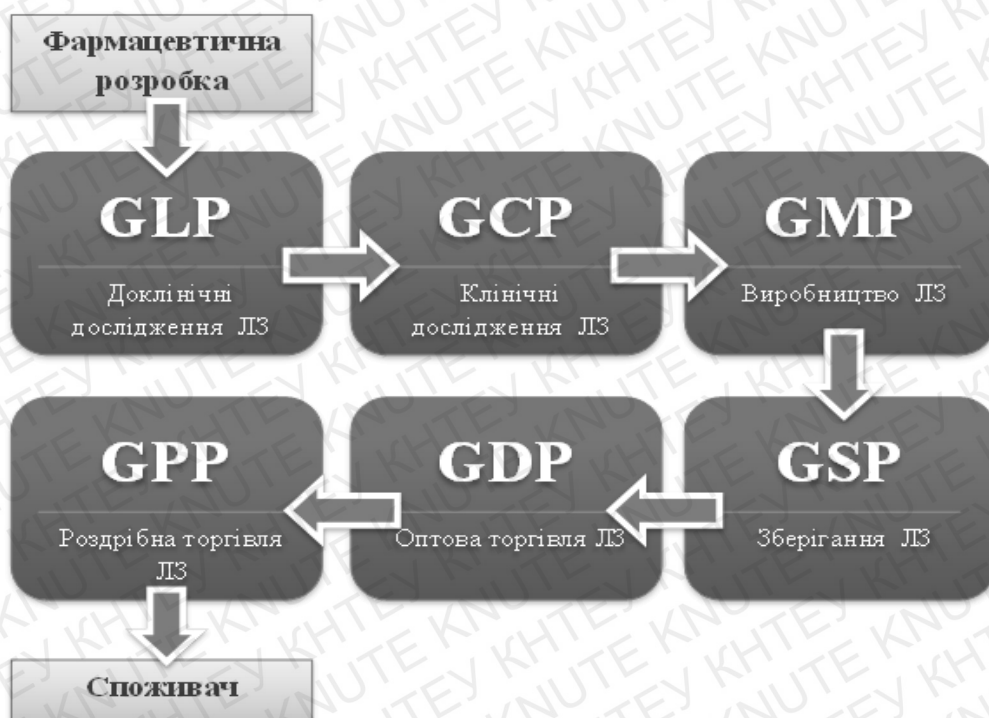 Фармацевтична
розробка
GLP
Доклінічні
дослідження ЛЗ
GCP
Клінічні
дослідження ЛЗ
GMP
Виробництво ЛЗ
GSP
Зберігання ЛЗ
GDP
Оптова торгівля ЛЗ
GPP
Роздрібна торгівля
ЛЗ
Споживач